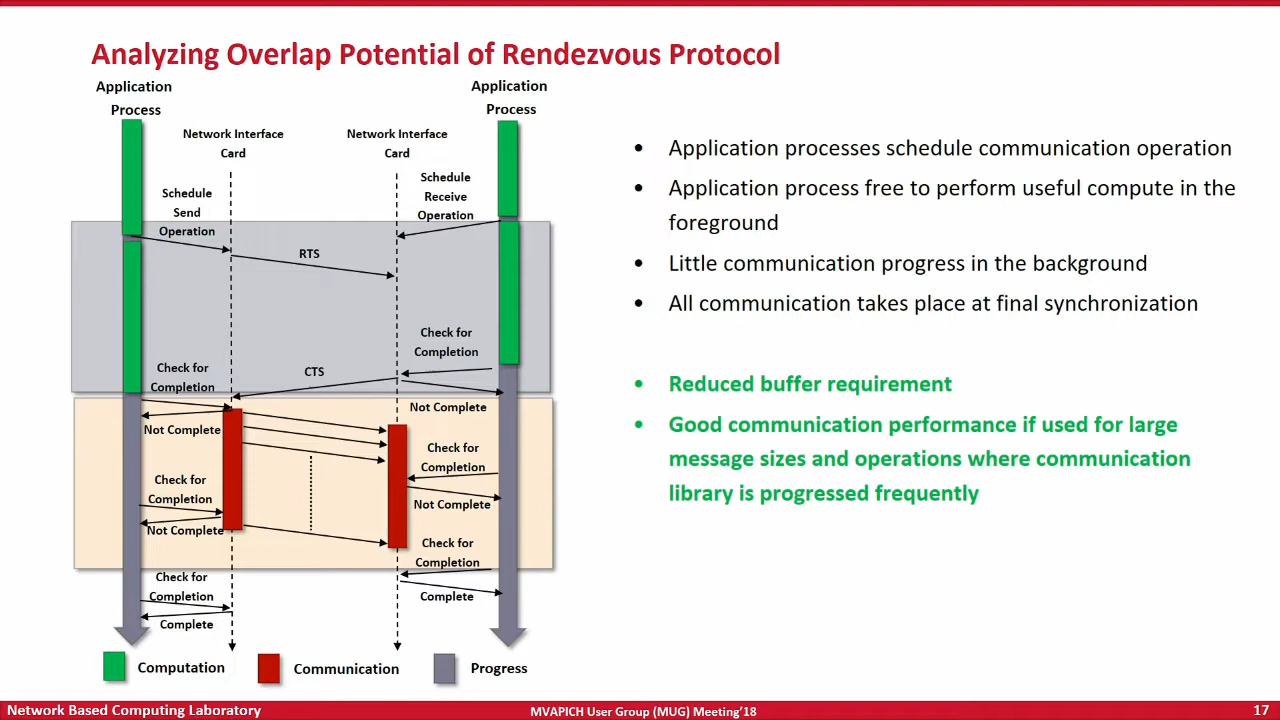 Analyzing Overlap Potential of Rendezvous Protocol
Application
Process
Application
Process
Network Interface
Card
Network Interface
Card
Schedule
Send
Operation
Schedule
Receive
Operation
RTS
Check for
Completion
Check for
Completion
CTS
Not Complete
Not Complete
Check for
Completion
Check for
Completion
Not Complete
Not Complete
Check for
Completion
Check for
Completion
Complete
Complete
Computation
Communication
Progress
• Application processes schedule communication operation
• Application process free to perform useful compute in the
foreground
• Little communication progress in the background
• All communication takes place at final synchronization
• Reduced buffer requirement
• Good communication performance if used for large
message sizes and operations where communication
library is progressed frequently
Network Based Computing Laboratory
MVAPICH User Group (MUG) Meeting'18
17